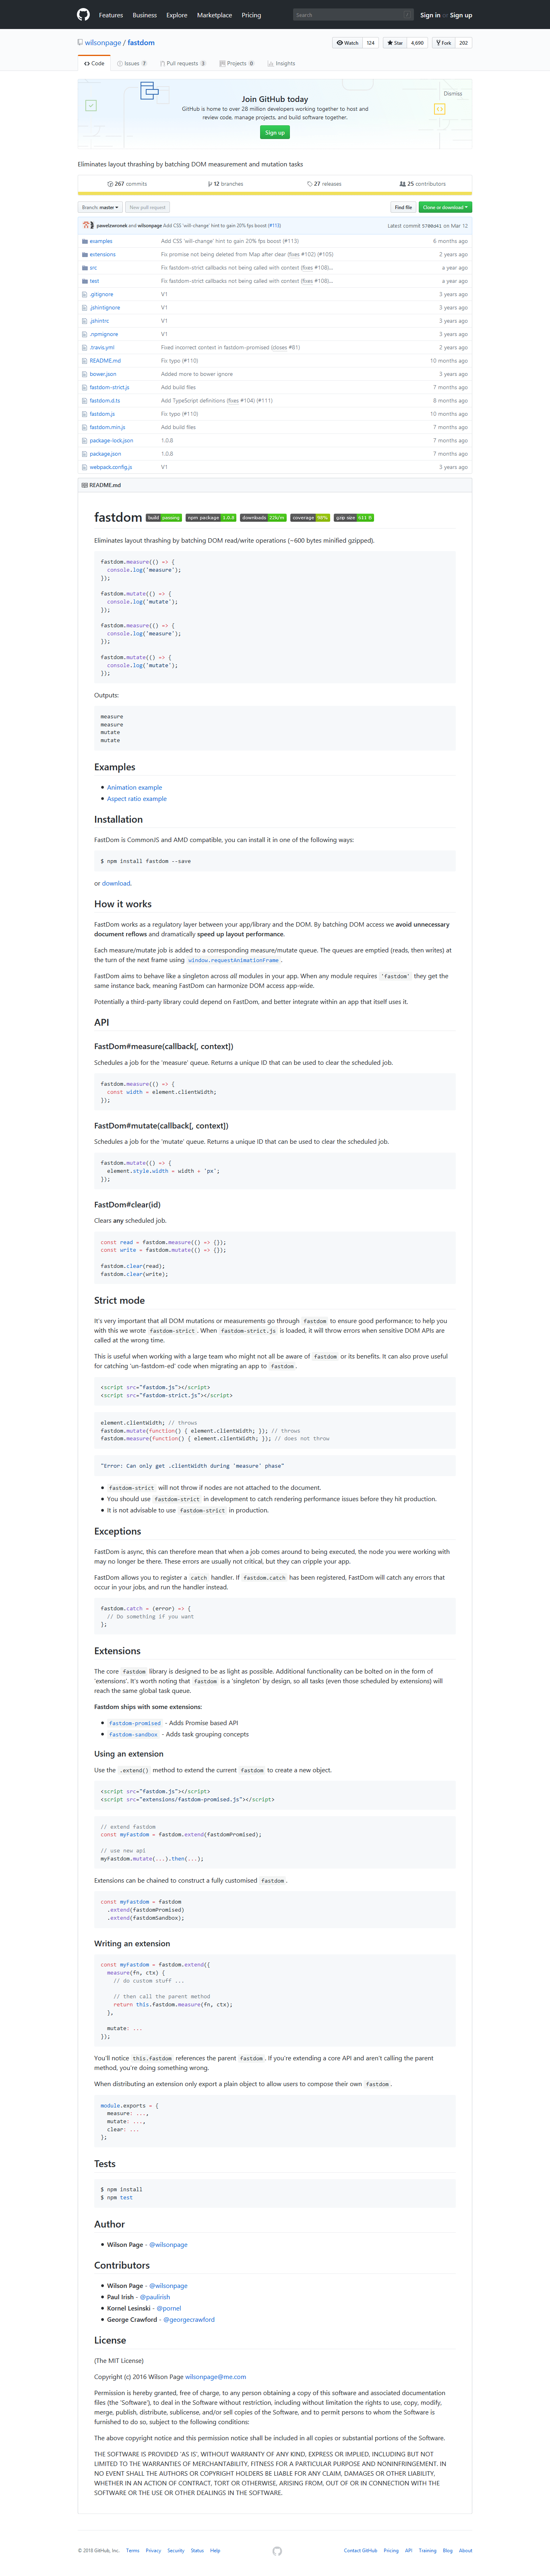 Features Business Explore Marketplace Pricing Search / Sign in or Sign up
wilsonpage / fastdom Watch 124 Star 4,690 Fork 202
Code Issues 7 Pull requests 3 Projects 0 Insights
Dismiss
Join GitHub today
GitHub is home to over 28 million developers working together to host and
review code, manage projects, and build software together.
Sign up
Eliminates layout thrashing by batching DOM measurement and mutation tasks
267 commits 12 branches 27 releases 25 contributors
Branch: master New pull request Find file Clone or download
pawelzwronek and wilsonpage Add CSS 'will-change' hint to gain 20% fps boost (#113) Latest commit on Mar 12
examples Add CSS 'will-change' hint to gain 20% fps boost (#113) 6 months ago
extensions Fix promise not being deleted from Map after clear (fixes #102) (#105) 2 years ago
src Fix fastdom-strict callbacks not being called with context (fixes #108)… a year ago
test Fix fastdom-strict callbacks not being called with context (fixes #108)… a year ago
.gitignore V1 3 years ago
.jshintignore V1 3 years ago
.jshintrc V1 3 years ago
.npmignore V1 3 years ago
.travis.yml Fixed incorrect context in fastdom-promised (closes #81) 2 years ago
README.md Fix typo (#110) 10 months ago
bower.json Added more to bower ignore 3 years ago
fastdom-strict.js Add build files 7 months ago
fastdom.d.ts Add TypeScript definitions (fixes #104) (#111) 8 months ago
fastdom.js Fix typo (#110) 10 months ago
fastdom.min.js Add build files 7 months ago
package-lock.json 1.0.8 7 months ago
package.json 1.0.8 7 months ago
webpack.config.js V1 3 years ago
README.md
fastdom build passing npm package 1.0.8 downloads 22k/m coverage 90% gzip size 611 B
Eliminates layout thrashing by batching DOM read/write operations (~600 bytes minified gzipped).
fastdom.measure(() => {
console.log('measure');
});
fastdom.mutate(() => {
console.log('mutate');
});
fastdom.measure(() => {
console.log('measure');
});
fastdom.mutate(() => {
console.log('mutate');
});
Outputs:
measure
measure
mutate
mutate
Examples
• Animation example
• Aspect ratio example
Installation
FastDom is CommonJS and AMD compatible, you can install it in one of the following ways:
$ npm install fastdom --save
or download.
How it works
FastDom works as a regulatory layer between your app/library and the DOM. By batching DOM access we avoid unnecessary
document reflows and dramatically speed up layout performance.
Each measure/mutate job is added to a corresponding measure/mutate queue. The queues are emptied (reads, then writes) at
the turn of the next frame using window.requestAnimationFrame.
FastDom aims to behave like a singleton across all modules in your app. When any module requires 'fastdom' they get the
same instance back, meaning FastDom can harmonize DOM access app-wide.
Potentially a third-party library could depend on FastDom, and better integrate within an app that itself uses it.
API
FastDom#measure(callback[, context])
Schedules a job for the 'measure' queue. Returns a unique ID that can be used to clear the scheduled job.
fastdom.measure(() => {
const width = element.clientWidth;
});
FastDom#mutate(callback[, context])
Schedules a job for the 'mutate' queue. Returns a unique ID that can be used to clear the scheduled job.
fastdom.mutate(() => {
element.style.width = width + 'px';
});
FastDom#clear(id)
Clears any scheduled job.
const read = fastdom.measure(() => {});
const write = fastdom.mutate(() => {});
fastdom.clear(read);
fastdom.clear(write);
Strict mode
It's very important that all DOM mutations or measurements go through fastdom to ensure good performance; to help you
with this we wrote fastdom-strict. When fastdom-strict.js is loaded, it will throw errors when sensitive DOM APIs are
called at the wrong time.
This is useful when working with a large team who might not all be aware of fastdom or its benefits. It can also prove useful
for catching 'un-fastdom-ed' code when migrating an app to fastdom.
<script src="fastdom.js"></script>
<script src="fastdom-strict.js"></script>
element.clientWidth; // throws
fastdom.mutate(function() { element.clientWidth; }); // throws
fastdom.measure(function() { element.clientWidth; }); // does not throw
"Error: Can only get .clientWidth during 'measure' phase"
• fastdom-strict will not throw if nodes are not attached to the document.
• You should use fastdom-strict in development to catch rendering performance issues before they hit production.
• It is not advisable to use fastdom-strict in production.
Exceptions
FastDom is async, this can therefore mean that when a job comes around to being executed, the node you were working with
may no longer be there. These errors are usually not critical, but they can cripple your app.
FastDom allows you to register a catch handler. If fastdom.catch has been registered, FastDom will catch any errors that
occur in your jobs, and run the handler instead.
fastdom.catch = (error) => {
// Do something if you want
};
Extensions
The core fastdom library is designed to be as light as possible. Additional functionality can be bolted on in the form of
'extensions'. It's worth noting that fastdom is a 'singleton' by design, so all tasks (even those scheduled by extensions) will
reach the same global task queue.
Fastdom ships with some extensions:
• fastdom-promised - Adds Promise based API
• fastdom-sandbox - Adds task grouping concepts
Using an extension
Use the .extend() method to extend the current fastdom to create a new object.
<script src="fastdom.js"></script>
<script src="extensions/fastdom-promised.js"></script>
// extend fastdom
const myFastdom = fastdom.extend(fastdomPromised);
// use new api
myFastdom.mutate(...).then(...);
Extensions can be chained to construct a fully customised fastdom.
const myFastdom = fastdom
.extend(fastdomPromised)
.extend(fastdomSandbox);
Writing an extension
const myFastdom = fastdom.extend({
measure(fn, ctx) {
// do custom stuff ...
// then call the parent method
return this.fastdom.measure(fn, ctx);
},
mutate: ...
});
You'll notice this.fastdom references the parent fastdom. If you're extending a core API and aren't calling the parent
method, you're doing something wrong.
When distributing an extension only export a plain object to allow users to compose their own fastdom.
module.exports = {
measure: ...,
mutate: ...,
clear: ...
};
Tests
$ npm install
$ npm test
Author
• Wilson Page - @wilsonpage
Contributors
• Wilson Page - @wilsonpage
• Paul Irish - @paulirish
• Kornel Lesinski - @pornel
• George Crawford - @georgecrawford
License
(The MIT License)
Copyright (c) 2016 Wilson Page wilsonpage@me.com
Permission is hereby granted, free of charge, to any person obtaining a copy of this software and associated documentation
files (the 'Software'), to deal in the Software without restriction, including without limitation the rights to use, copy, modify,
merge, publish, distribute, sublicense, and/or sell copies of the Software, and to permit persons to whom the Software is
furnished to do so, subject to the following conditions:
The above copyright notice and this permission notice shall be included in all copies or substantial portions of the Software.
THE SOFTWARE IS PROVIDED 'AS IS', WITHOUT WARRANTY OF ANY KIND, EXPRESS OR IMPLIED, INCLUDING BUT NOT
LIMITED TO THE WARRANTIES OF MERCHANTABILITY, FITNESS FOR A PARTICULAR PURPOSE AND NONINFRINGEMENT. IN
NO EVENT SHALL THE AUTHORS OR COPYRIGHT HOLDERS BE LIABLE FOR ANY CLAIM, DAMAGES OR OTHER LIABILITY,
WHETHER IN AN ACTION OF CONTRACT, TORT OR OTHERWISE, ARISING FROM, OUT OF OR IN CONNECTION WITH THE
SOFTWARE OR THE USE OR OTHER DEALINGS IN THE SOFTWARE.
© 2018 GitHub, Inc. Terms Privacy Security Status Help Contact GitHub Pricing API Training Blog About